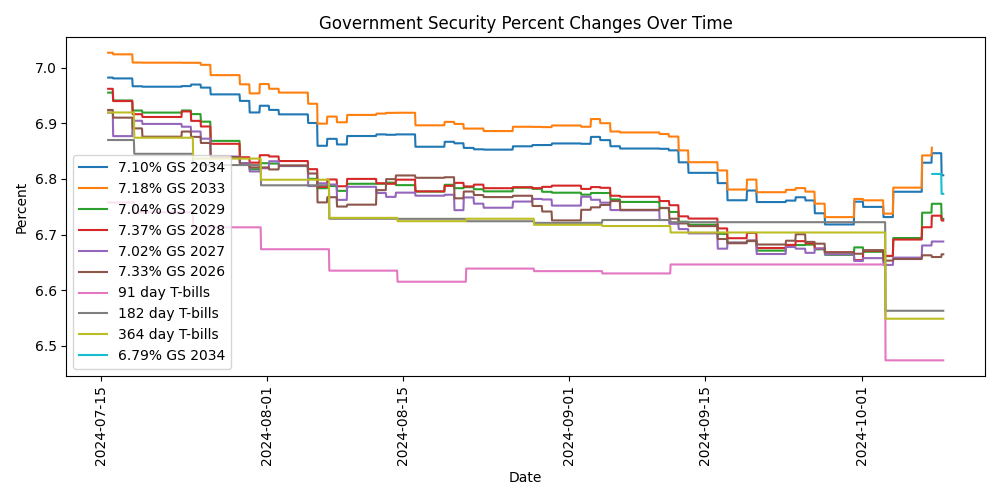 Government Security Percent Changes Over Time
Percent
7.0
6.9
6.8
6.7
6.6
6.5
7.10% GS 2034
7.18% GS 2033
7.04% GS 2029
7.37% GS 2028
7.02% GS 2027
7.33% GS 2026
91 day T-bills
182 day T-bills
364 day T-bills
6.79% GS 2034
2024-07-15
2024-08-01
2024-08-15
2024-09-01
2024-09-15
2024-10-01
Date